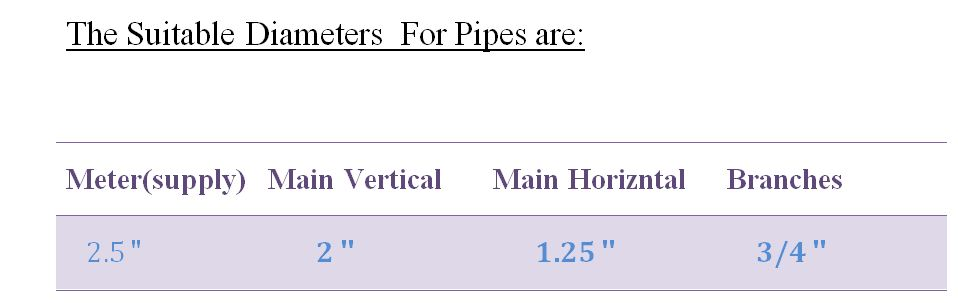 The Suitable Diameters For Pipes are:
Meter(supply) Main Vertical Main Horizntal Branches
2.5" 2" 1.25" 3/4"